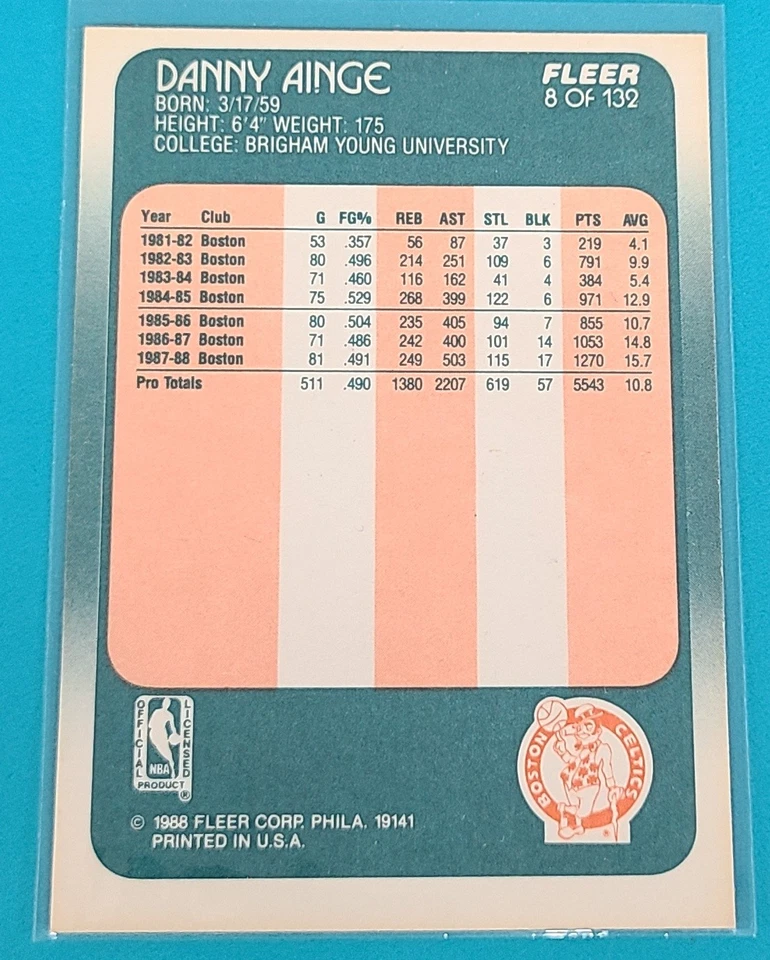 DANNY AINGE
FLEER
8 OF 132
BORN: 3/17/59
HEIGHT: 6'4" WEIGHT: 175
COLLEGE: BRIGHAM YOUNG UNIVERSITY
Year Club G FG% REB AST STL BLK PTS AVG
1981-82 Boston 53 .357 56 87 37 3 219 4.1
1982-83 Boston 80 .496 214 251 109 6 791 9.9
1983-84 Boston 71 .460 116 162 41 4 384 5.4
1984-85 Boston 75 .529 268 399 122 6 971 12.9
1985-86 Boston 80 .504 235 405 94 7 855 10.7
1986-87 Boston 71 .486 242 400 101 14 1053 14.8
1987-88 Boston 81 .491 249 503 115 17 1270 15.7
Pro Totals 511 .490 1380 2207 619 57 5543 10.8
OFFICIAL LICENSED
NBA
PRODUCT
®
BOSTON CELTICS
®
© 1988 FLEER CORP. PHILA. 19141
PRINTED IN U.S.A.